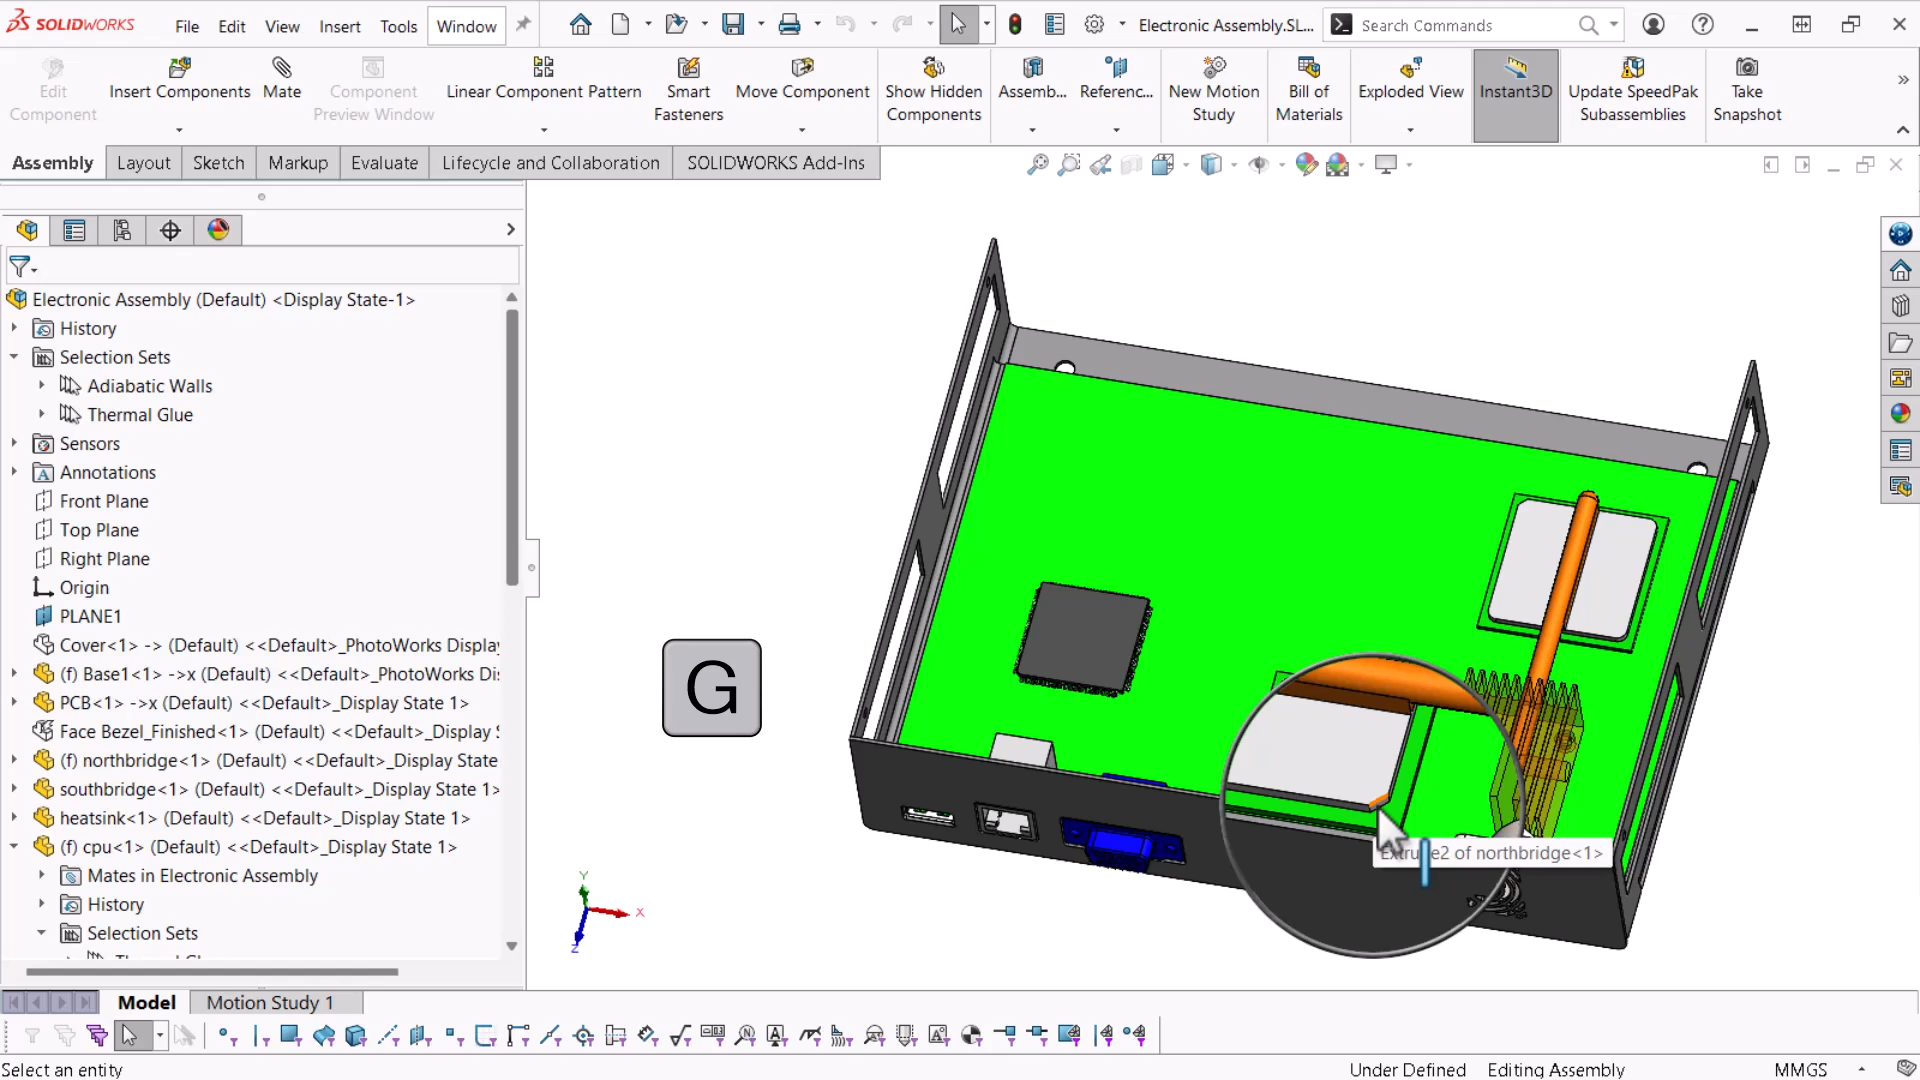 SOLIDWORKS
File Edit View Insert Tools Window
Electronic Assembly.SL...
Search Commands
Edit Component
Insert Components
Mate
Component Preview Window
Linear Component Pattern
Smart Fasteners
Move Component
Show Hidden Components
Assemb...
Referenc...
New Motion Study
Bill of Materials
Exploded View
Instant3D
Update SpeedPak Subassemblies
Take Snapshot
Assembly Layout Sketch Markup Evaluate Lifecycle and Collaboration SOLIDWORKS Add-Ins
Electronic Assembly (Default) <Display State-1>
History
Selection Sets
Adiabatic Walls
Thermal Glue
Sensors
Annotations
Front Plane
Top Plane
Right Plane
Origin
PLANE1
Cover<1> -> (Default) <<Default>_PhotoWorks Display
(f) Base1<1> ->x (Default) <<Default>_PhotoWorks Di
PCB<1> ->x (Default) <<Default>_Display State 1>
Face Bezel_Finished<1> (Default) <<Default>_Display S
(f) northbridge<1> (Default) <<Default>_Display State
southbridge<1> (Default) <<Default>_Display State 1>
heatsink<1> (Default) <<Default>_Display State 1>
(f) cpu<1> (Default) <<Default>_Display State 1>
Mates in Electronic Assembly
History
Selection Sets
G
Extrude2 of northbridge<1>
Y
X
Z
Model Motion Study 1
Select an entity
Under Defined Editing Assembly MMGS